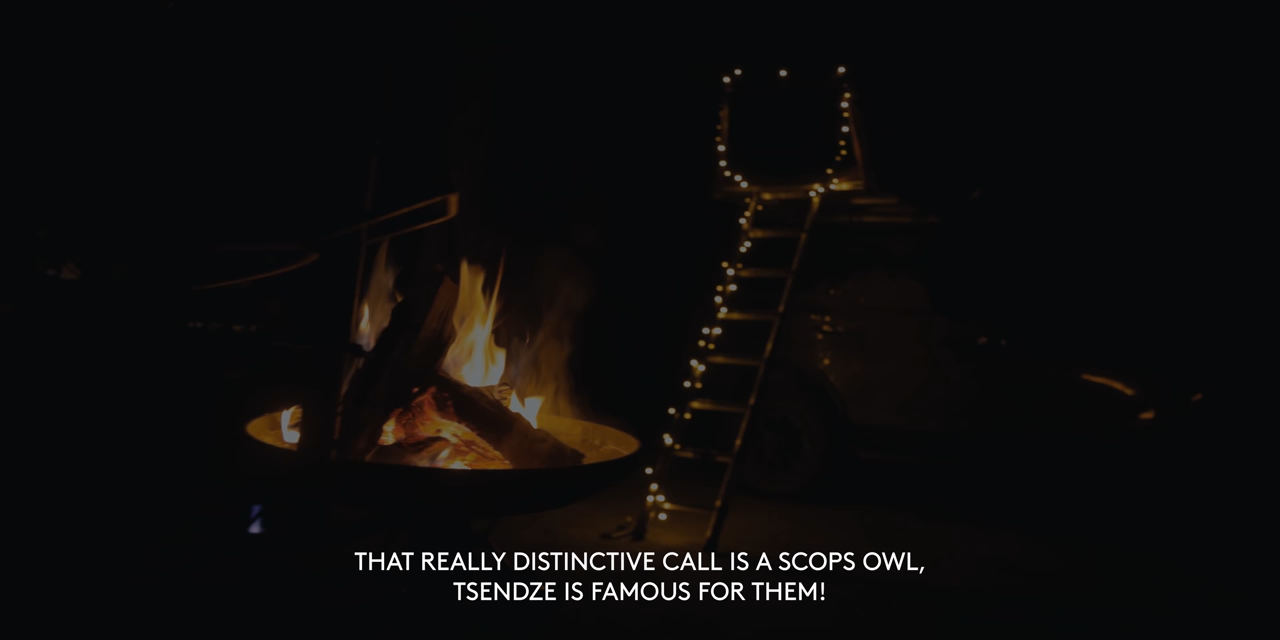 THAT REALLY DISTINCTIVE CALL IS A SCOPS OWL,
TSENDZE IS FAMOUS FOR THEM!